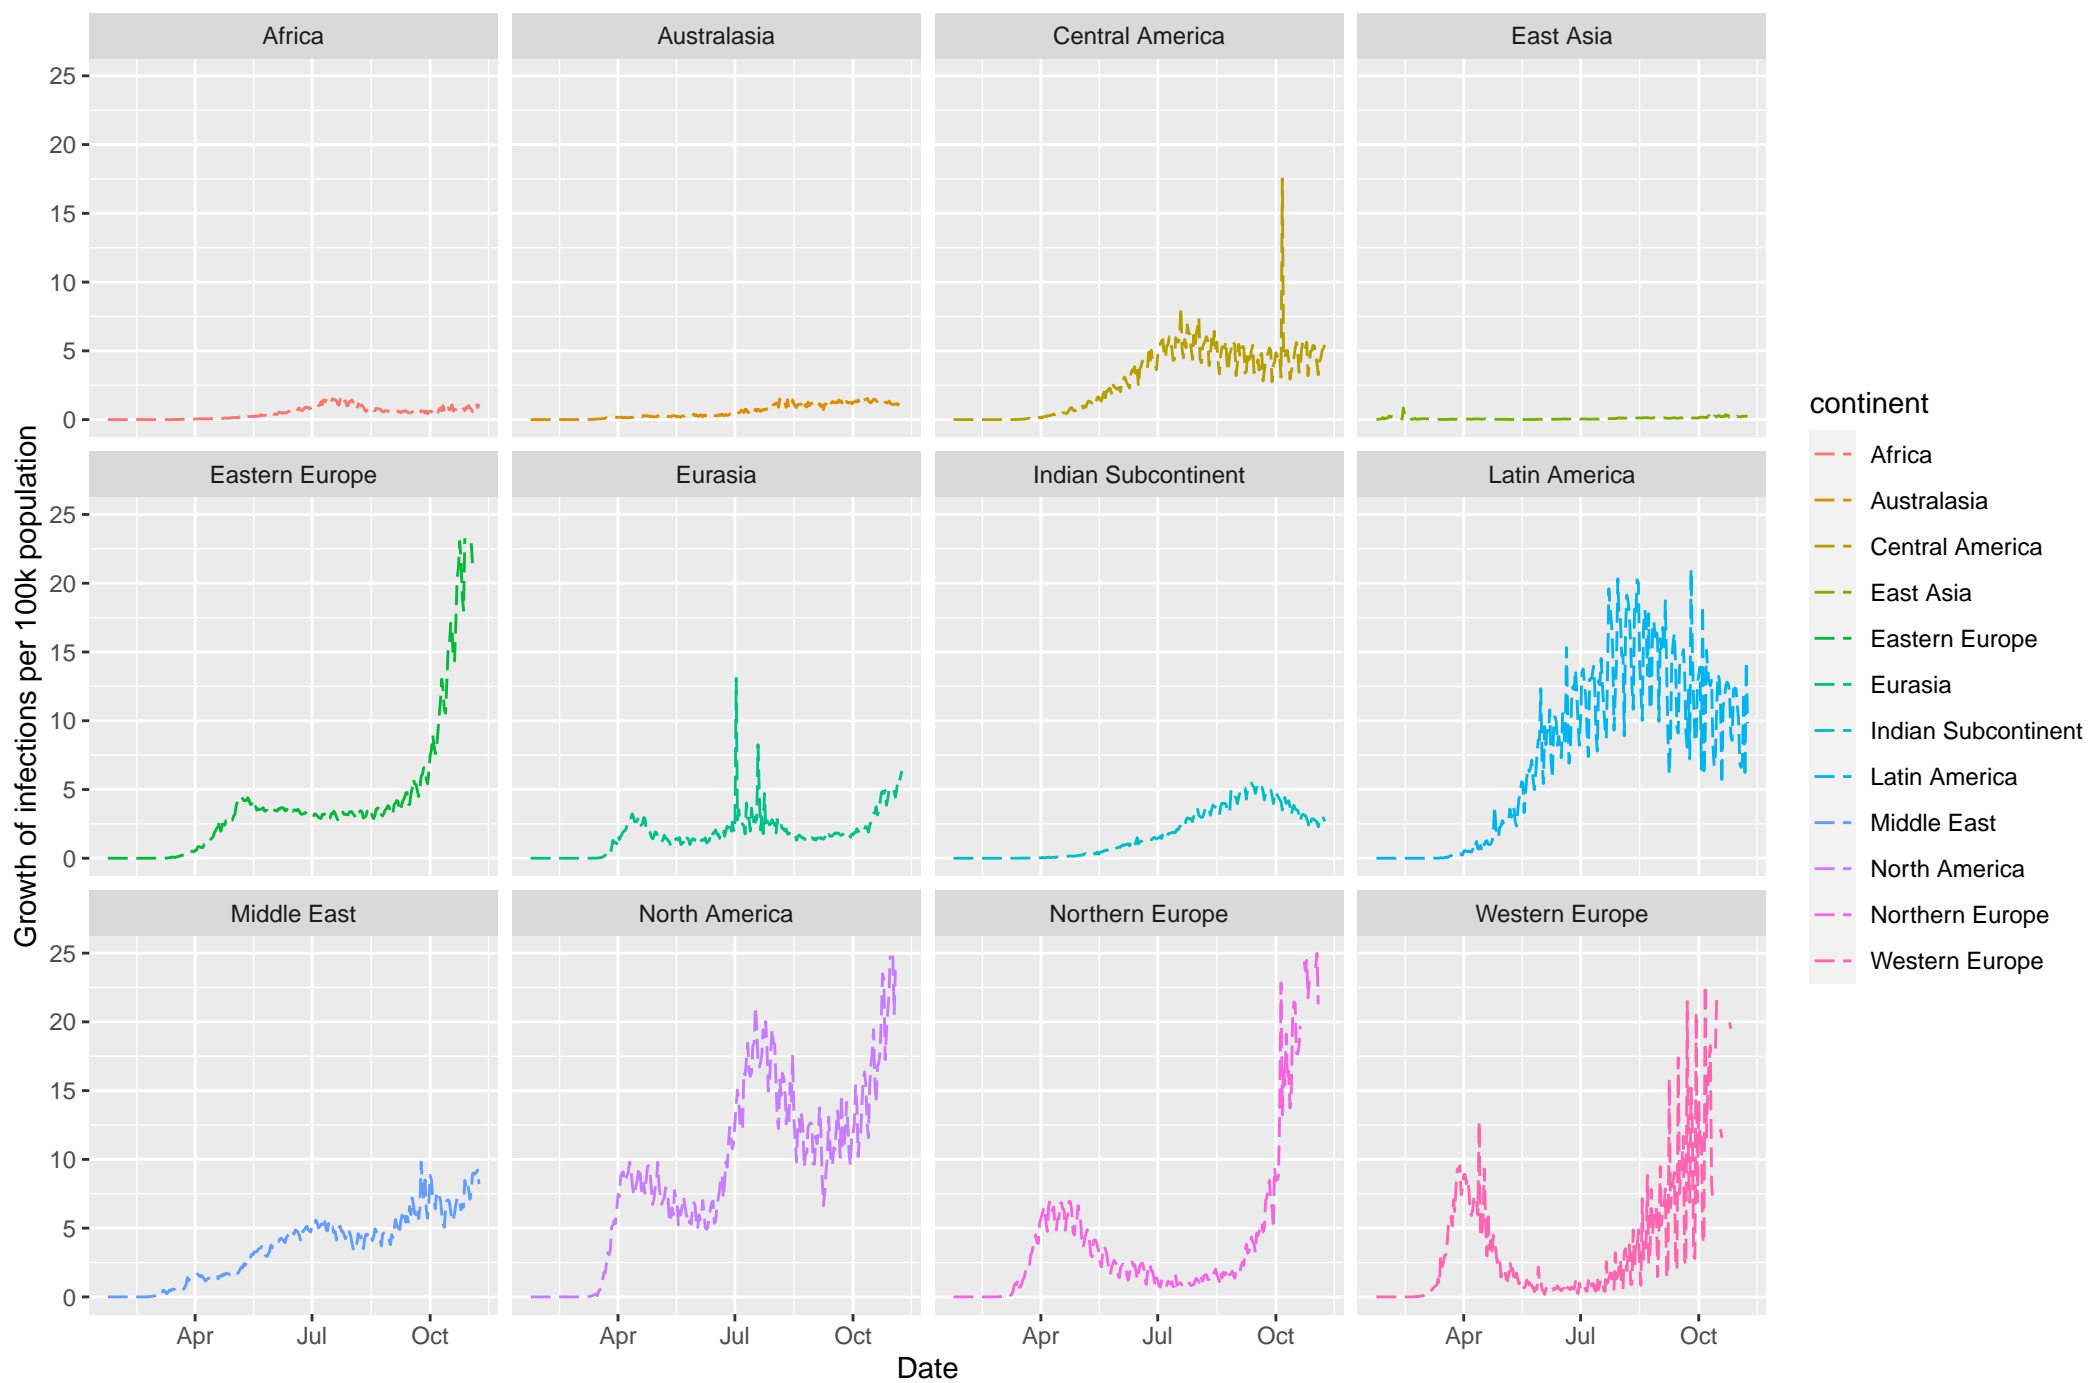 Africa
Australasia
Central America
East Asia
25
20
15
10
5
0
Eastern Europe
Eurasia
Indian Subcontinent
Latin America
25
20
15
10
5
0
Middle East
North America
Northern Europe
Western Europe
25
20
15
10
5
0
Apr
Jul
Oct
Apr
Jul
Oct
Apr
Jul
Oct
Apr
Jul
Oct
Date
Growth of infections per 100k population
continent
Africa
Australasia
Central America
East Asia
Eastern Europe
Eurasia
Indian Subcontinent
Latin America
Middle East
North America
Northern Europe
Western Europe